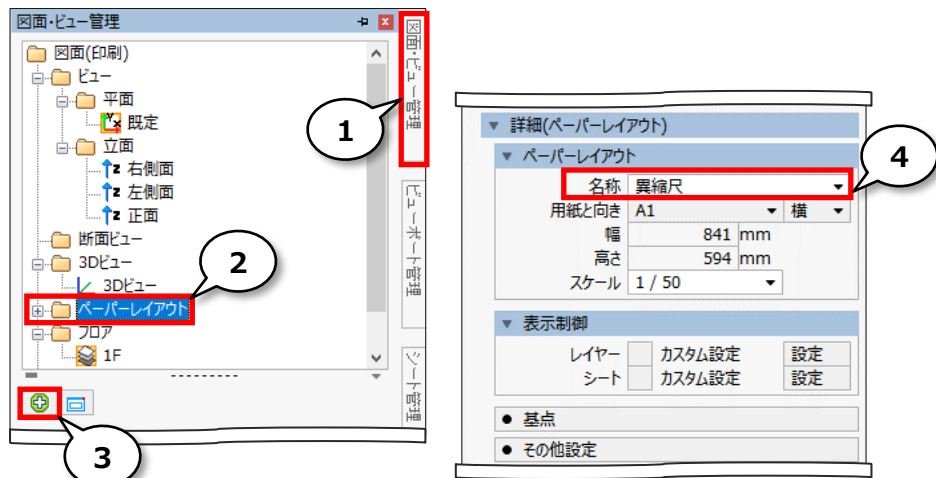 図面・ビュー管理
図面(印刷)
ビュー
平面
既定
立面
右側面
左側面
正面
断面ビュー
3Dビュー
3Dビュー
ペーパーレイアウト
フロア
1F
図面・ビュー管理
ビューポート管理
シート管理
1
2
3
詳細(ペーパーレイアウト)
ペーパーレイアウト
名称 異縮尺
用紙と向き A1 横
幅 841 mm
高さ 594 mm
スケール 1 / 50
表示制御
レイヤー カスタム設定 設定
シート カスタム設定 設定
基点
その他設定
4